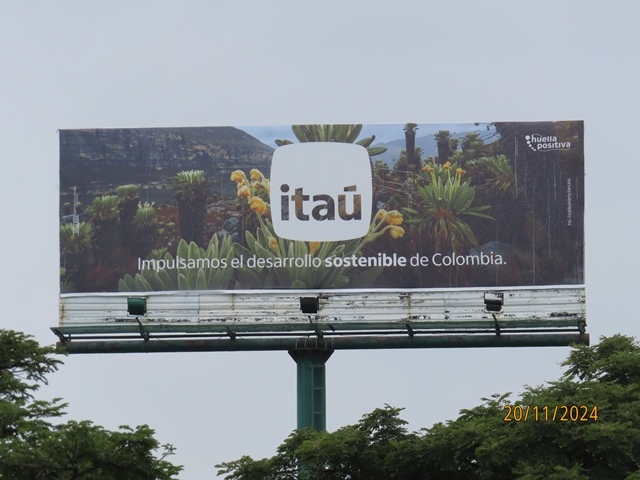 huella
positiva
itaú
Impulsamos el desarrollo sostenible de Colombia.
20/11/2024